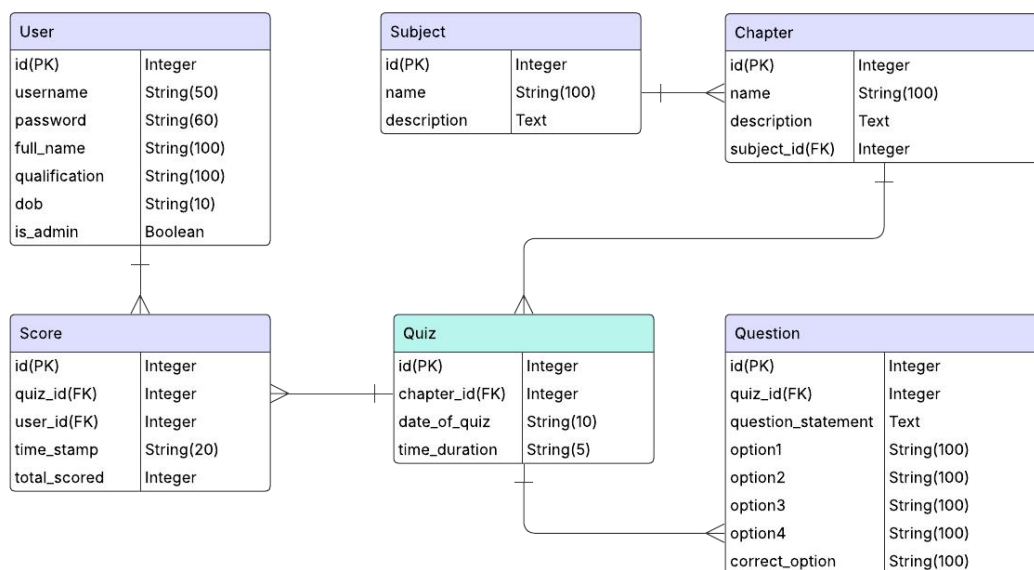 User
id(PK) Integer
username String(50)
password String(60)
full_name String(100)
qualification String(100)
dob String(10)
is_admin Boolean
Subject
id(PK) Integer
name String(100)
description Text
Chapter
id(PK) Integer
name String(100)
description Text
subject_id(FK) Integer
Score
id(PK) Integer
quiz_id(FK) Integer
user_id(FK) Integer
time_stamp String(20)
total_scored Integer
Quiz
id(PK) Integer
chapter_id(FK) Integer
date_of_quiz String(10)
time_duration String(5)
Question
id(PK) Integer
quiz_id(FK) Integer
question_statement Text
option1 String(100)
option2 String(100)
option3 String(100)
option4 String(100)
correct_option String(100)